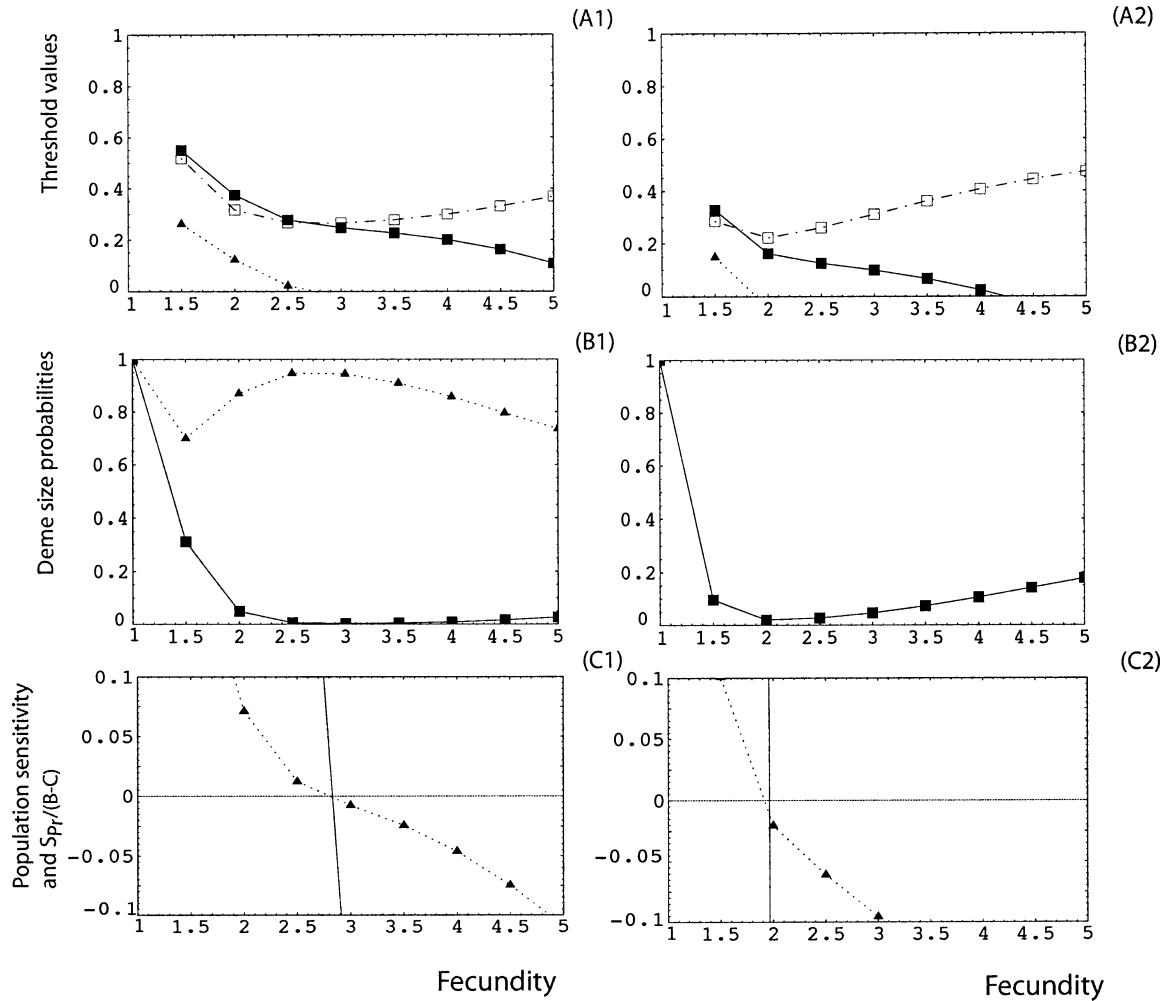 (A1)
(A2)
Threshold values
1
0.8
0.6
0.4
0.2
0
1 1.5 2 2.5 3 3.5 4 4.5 5
1
0.8
0.6
0.4
0.2
0
1 1.5 2 2.5 3 3.5 4 4.5 5
(B1)
(B2)
Deme size probabilities
1
0.8
0.6
0.4
0.2
0
1 1.5 2 2.5 3 3.5 4 4.5 5
1
0.8
0.6
0.4
0.2
0
1 1.5 2 2.5 3 3.5 4 4.5 5
(C1)
(C2)
Population sensitivity
and SPr/(B-C)
0.1
0.05
0
-0.05
-0.1
1 1.5 2 2.5 3 3.5 4 4.5 5
0.1
0.05
0
-0.05
-0.1
1 1.5 2 2.5 3 3.5 4 4.5 5
Fecundity
Fecundity